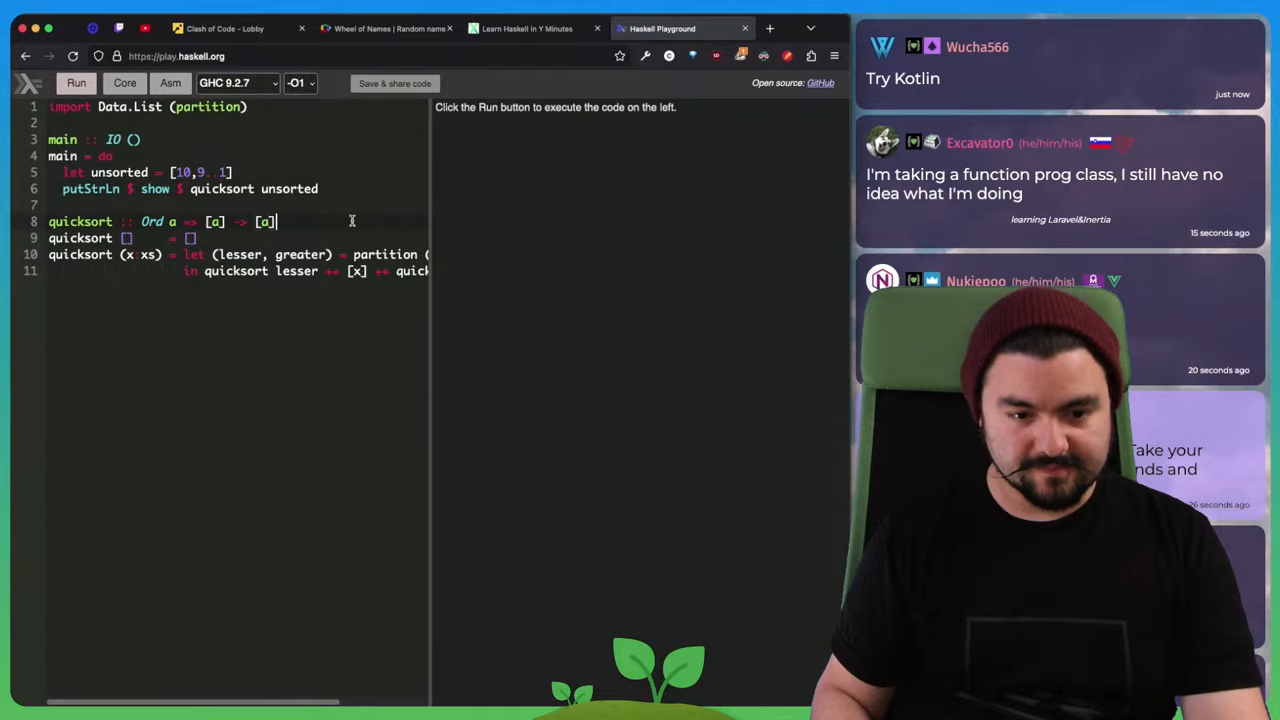 Clash of Code - Lobby
Wheel of Names | Random name
Learn Haskell in Y Minutes
Haskell Playground
https://play.haskell.org
Run
Core
Asm
GHC 9.2.7
-O1
Save & share code
Open source: GitHub
1 import Data.List (partition)
2
3 main :: IO ()
4 main = do
5 let unsorted = [10,9..1]
6 putStrLn $ show $ quicksort unsorted
7
8 quicksort :: Ord a => [a] -> [a]
9 quicksort [] = []
10 quicksort (x:xs) = let (lesser, greater) = partition (
11 in quicksort lesser ++ [x] ++ quick
Click the Run button to execute the code on the left.
Wucha566
Try Kotlin
just now
Excavator0 (he/him/his)
I'm taking a function prog class, I still have no
idea what I'm doing
learning Laravel&Inertia
15 seconds ago
Nukiepoo (he/him/his)
20 seconds ago
Take your
nds and
26 seconds ago